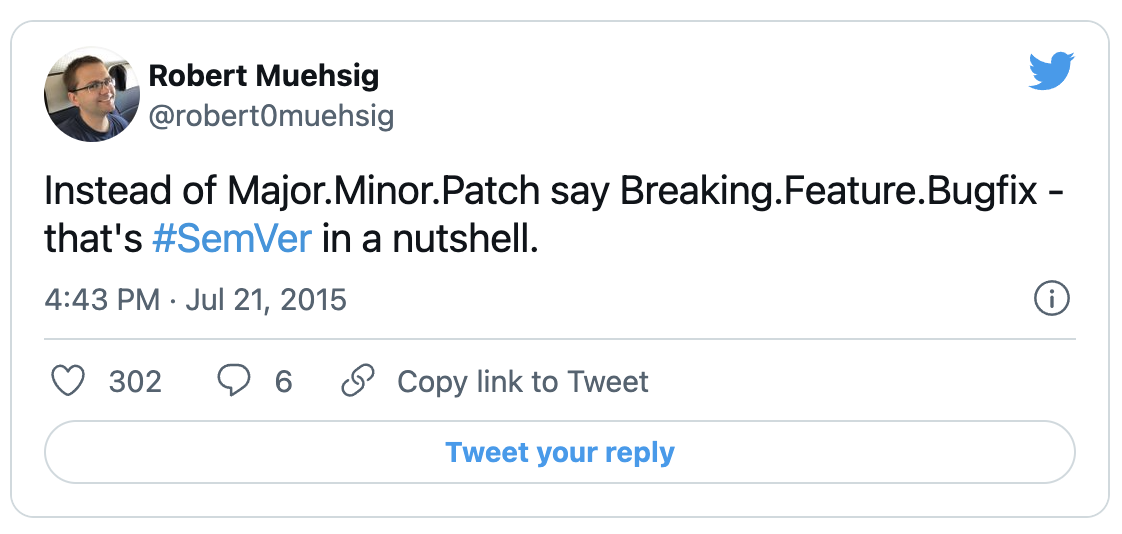 Robert Muehsig
@robert0muehsig
Instead of Major.Minor.Patch say Breaking.Feature.Bugfix -
that's #SemVer in a nutshell.
4:43 PM · Jul 21, 2015
302 6 Copy link to Tweet
Tweet your reply